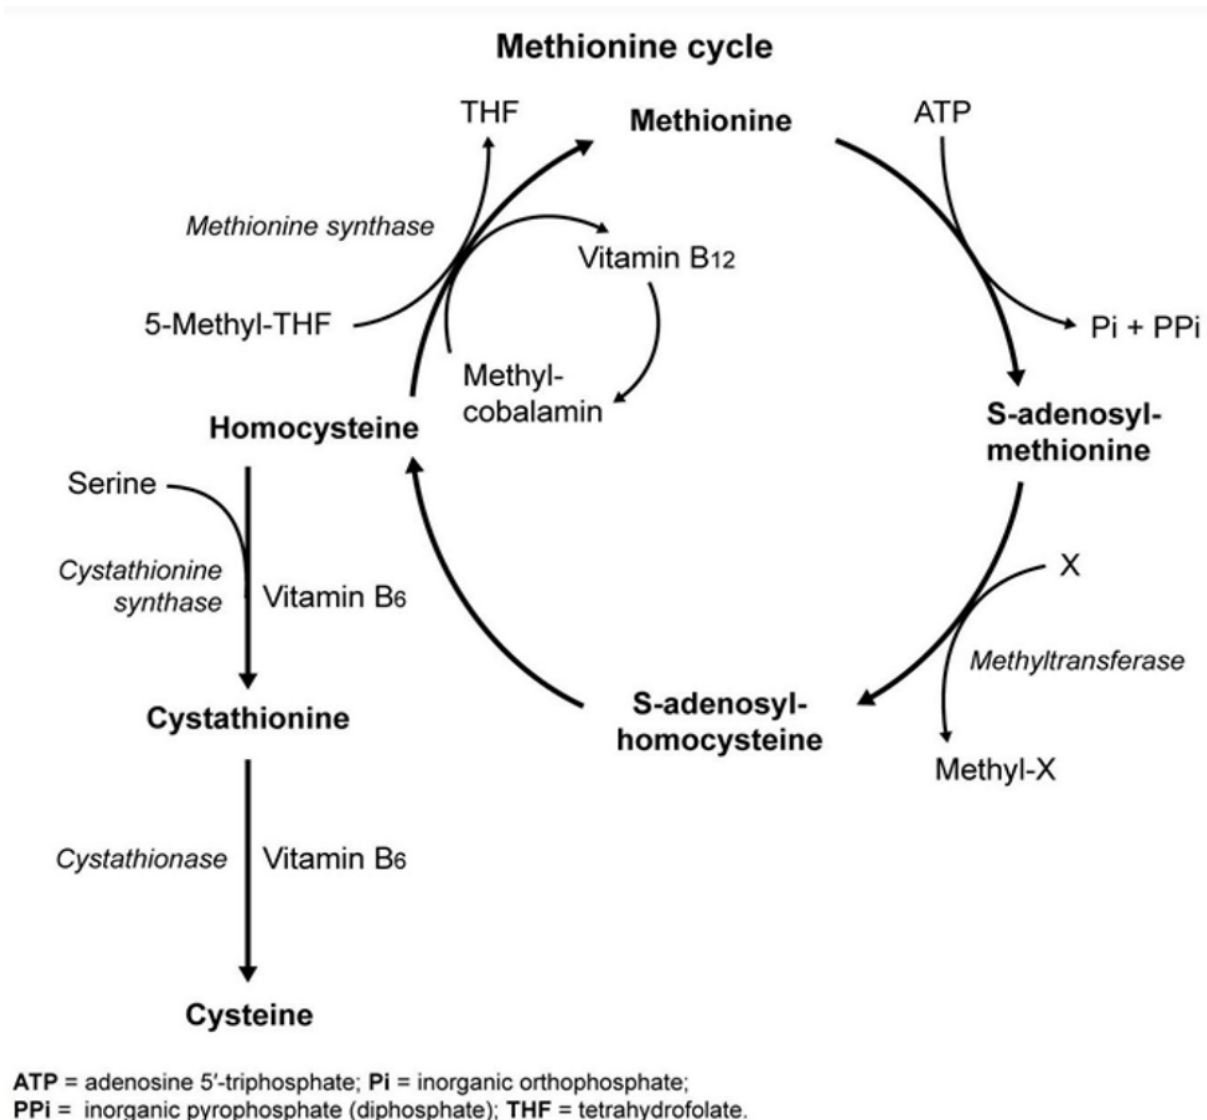 Methionine cycle
THF
Methionine
ATP
Methionine synthase
Vitamin B12
5-Methyl-THF
Pi + PPi
Methyl-
cobalamin
Homocysteine
S-adenosyl-
methionine
Serine
X
Cystathionine
synthase
Vitamin B6
Methyltransferase
S-adenosyl-
homocysteine
Cystathionine
Methyl-X
Cystathionase
Vitamin B6
Cysteine
ATP = adenosine 5′-triphosphate; Pi = inorganic orthophosphate;
PPi = inorganic pyrophosphate (diphosphate); THF = tetrahydrofolate.